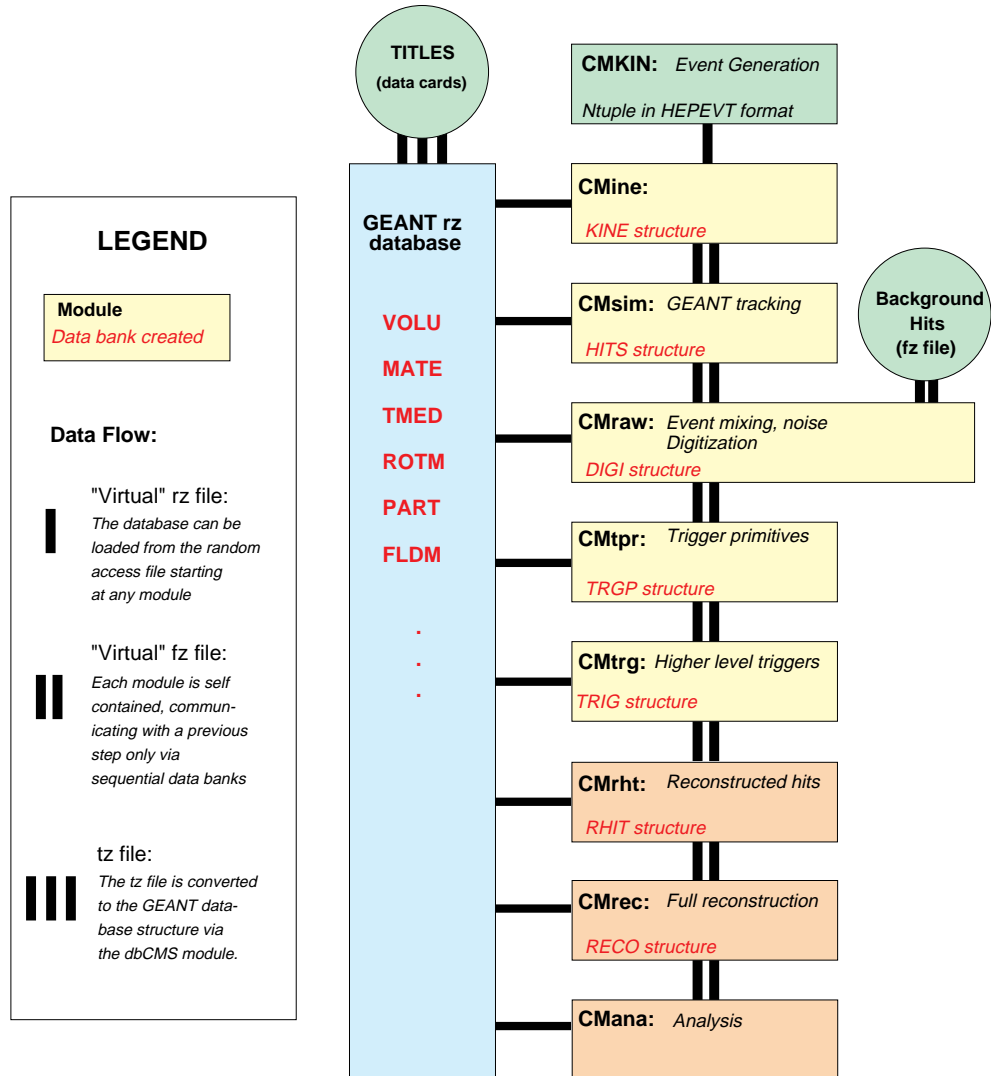 TITLES
(data cards)
CMKIN: Event Generation
Ntuple in HEPEVT format
LEGEND
Module
Data bank created
Data Flow:
"Virtual" rz file:
The database can be
loaded from the random
access file starting
at any module
"Virtual" fz file:
Each module is self
contained, commun-
icating with a previous
step only via
sequential data banks
tz file:
The tz file is converted
to the GEANT data-
base structure via
the dbCMS module.
GEANT rz
database
VOLU
MATE
TMED
ROTM
PART
FLDM
.
.
.
CMine:
KINE structure
CMsim: GEANT tracking
HITS structure
Background
Hits
(fz file)
CMraw: Event mixing, noise
Digitization
DIGI structure
CMtpr: Trigger primitives
TRGP structure
CMtrg: Higher level triggers
TRIG structure
CMrht: Reconstructed hits
RHIT structure
CMrec: Full reconstruction
RECO structure
CMana: Analysis